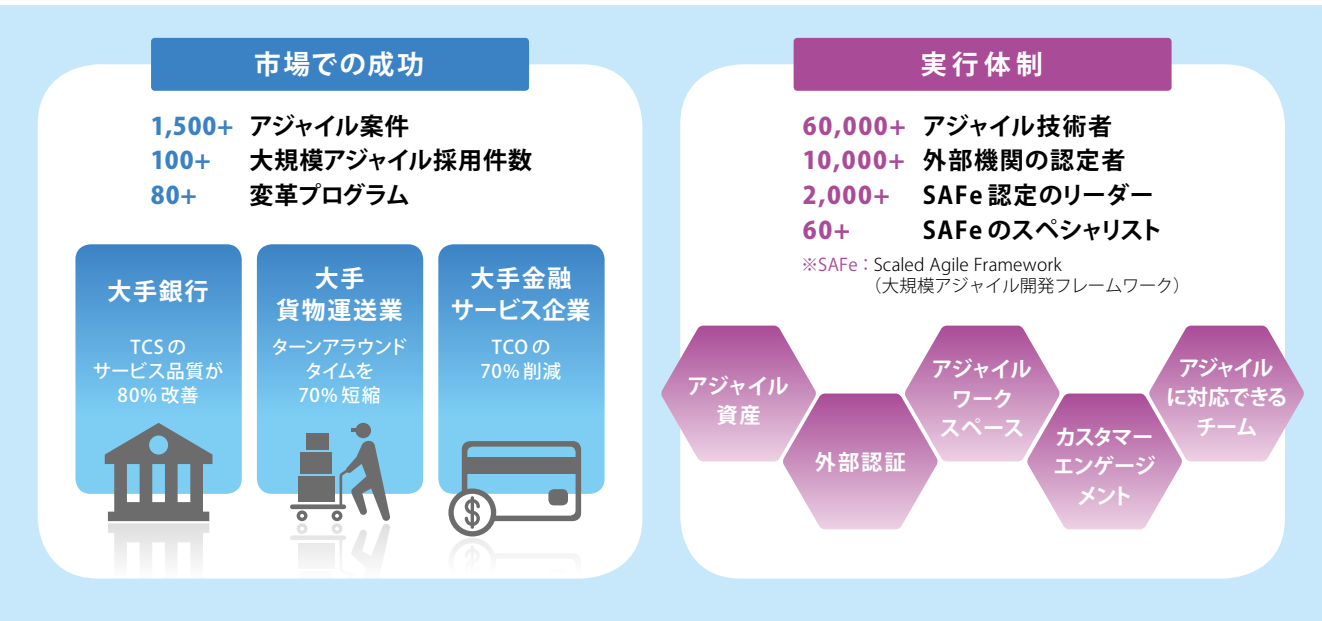 市場での成功
1,500+ アジャイル案件
100+ 大規模アジャイル採用件数
80+ 変革プログラム
大手銀行
TCSの
サービス品質が
80%改善
大手
貨物運送業
ターンアラウンド
タイムを
70%短縮
大手金融
サービス企業
TCOの
70%削減
$
実行体制
60,000+ アジャイル技術者
10,000+ 外部機関の認定者
2,000+ SAFe認定のリーダー
60+ SAFeのスペシャリスト
※SAFe:Scaled Agile Framework
(大規模アジャイル開発フレームワーク)
アジャイル
資産
外部認証
アジャイル
ワーク
スペース
カスタマー
エンゲージ
メント
アジャイル
に対応できる
チーム